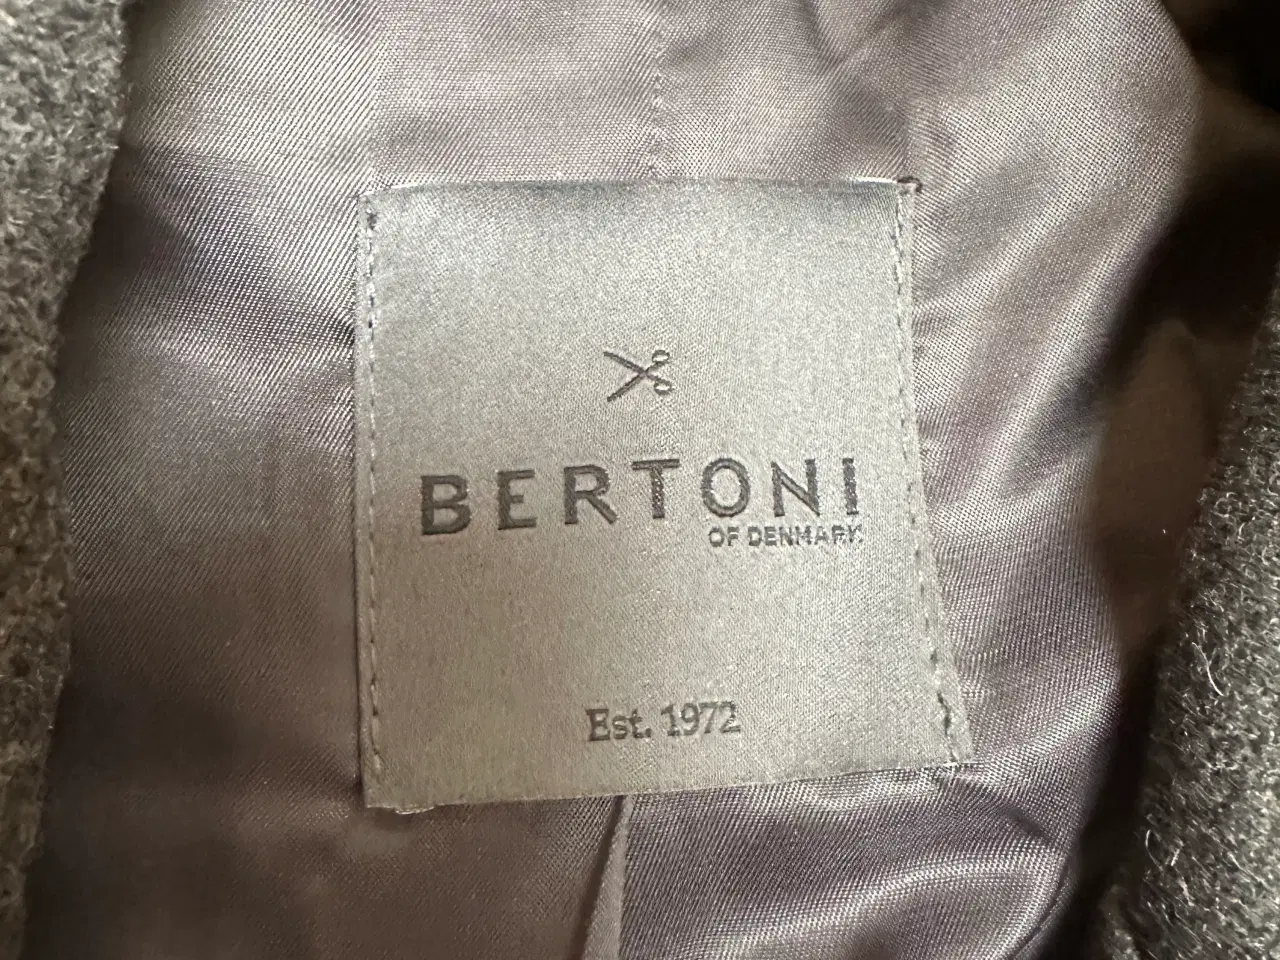 BERTONI
OF DENMARK
Est. 1972